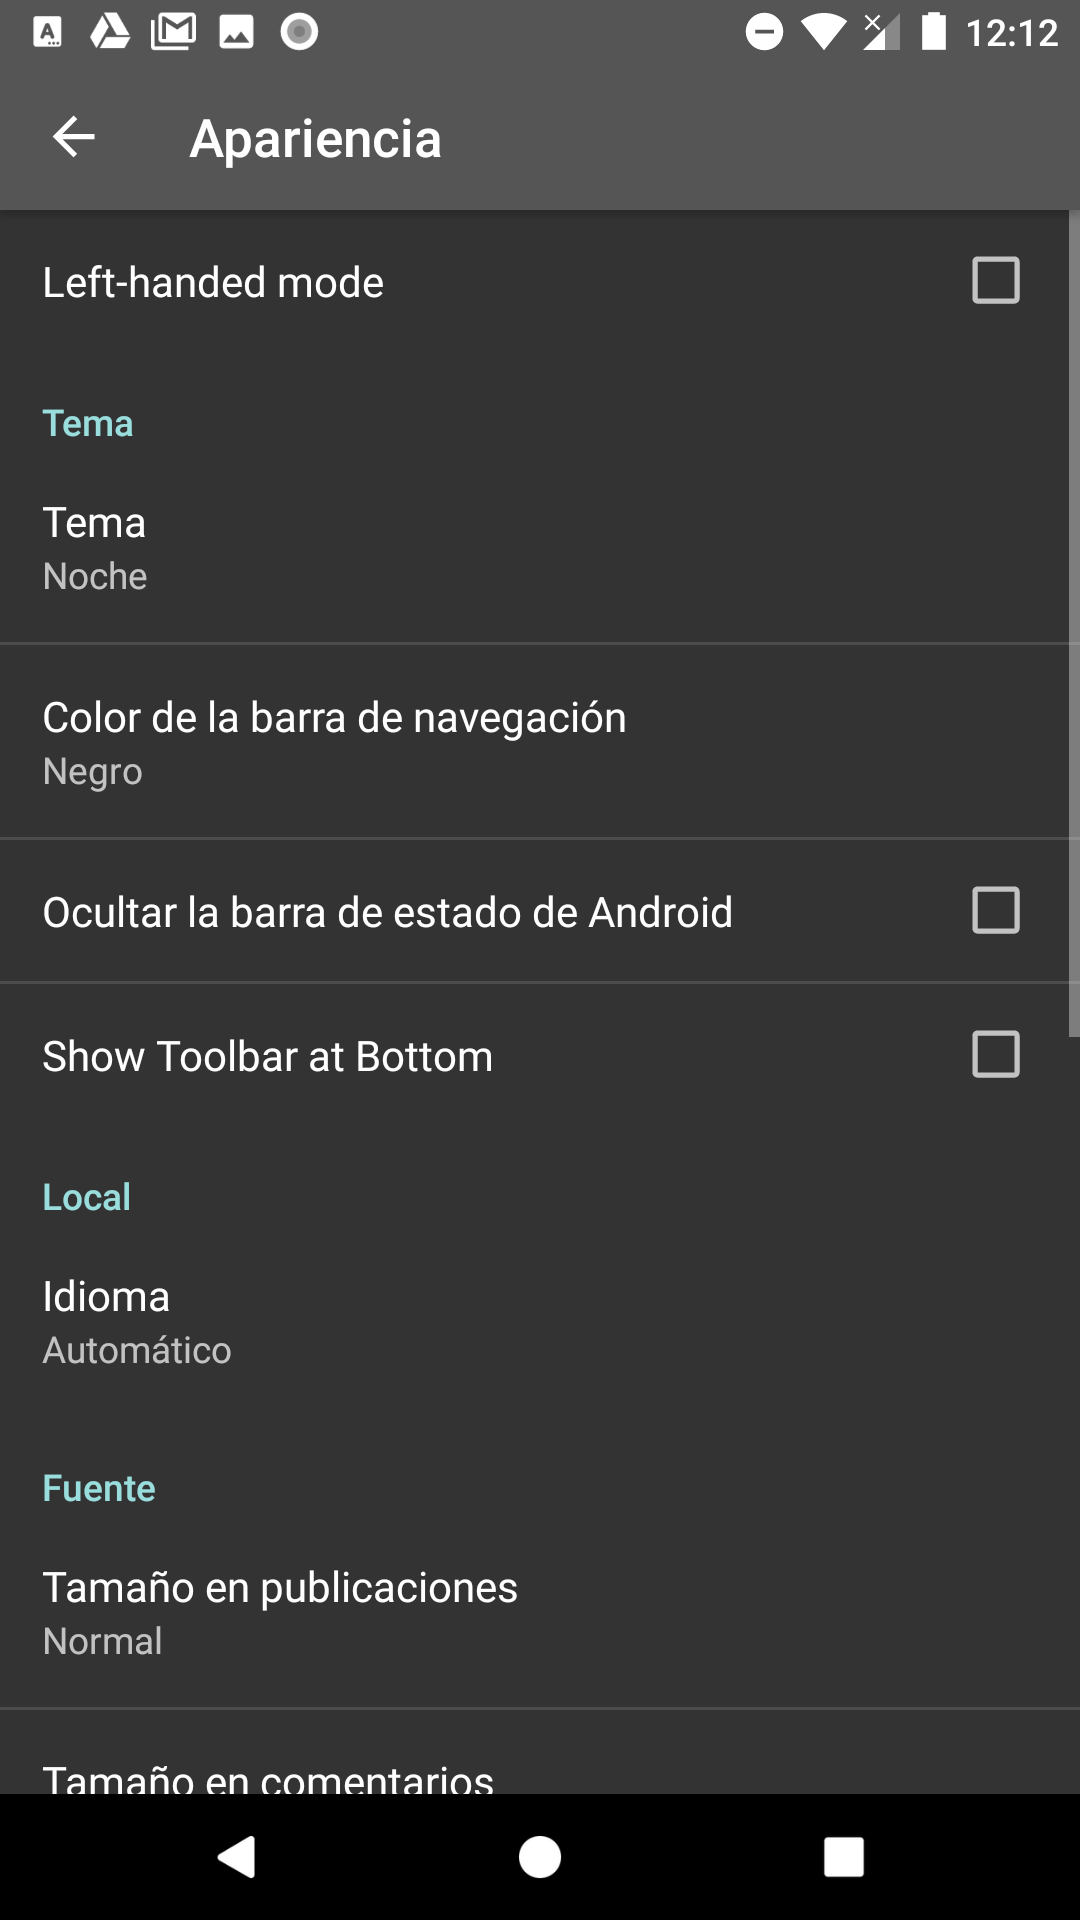 12:12
Apariencia
Left-handed mode
Tema
Tema
Noche
Color de la barra de navegación
Negro
Ocultar la barra de estado de Android
Show Toolbar at Bottom
Local
Idioma
Automático
Fuente
Tamaño en publicaciones
Normal
Tamaño en comentarios